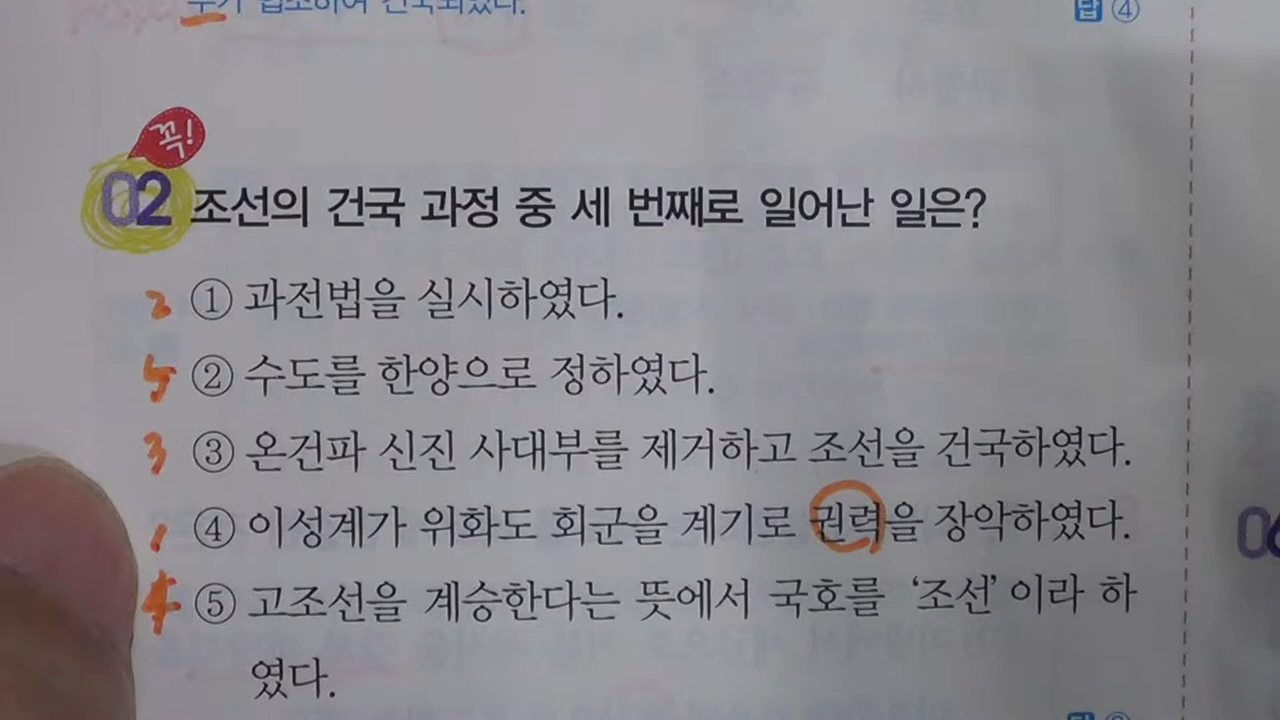 답 ④
꼭!
02 조선의 건국 과정 중 세 번째로 일어난 일은?
2 ① 과전법을 실시하였다.
5 ② 수도를 한양으로 정하였다.
3 ③ 온건파 신진 사대부를 제거하고 조선을 건국하였다.
1 ④ 이성계가 위화도 회군을 계기로 권력을 장악하였다.
4 ⑤ 고조선을 계승한다는 뜻에서 국호를 ‘조선’이라 하
였다.